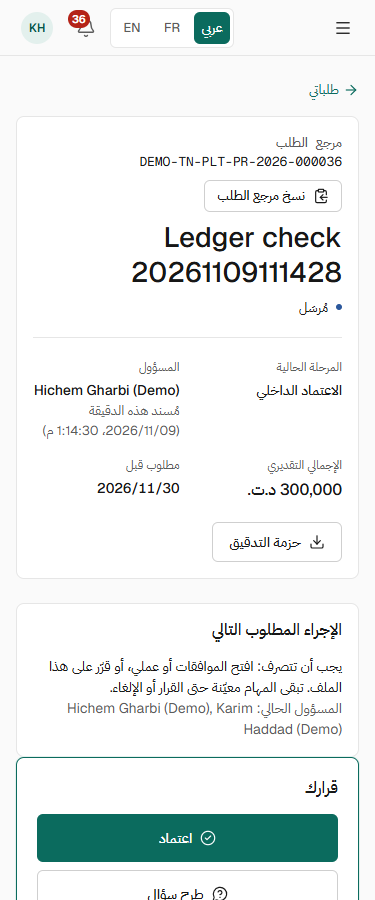 KH
36
EN
FR
عربي
طلباتي
مرجع الطلب
DEMO-TN-PLT-PR-2026-000036
نسخ مرجع الطلب
Ledger check
20261109111428
مُرسَل
المرحلة الحالية
الاعتماد الداخلي
المسؤول
Hichem Gharbi (Demo)
مُسند هذه الدقيقة
(2026/11/09، 1:14:30 م)
الإجمالي التقديري
300,000 د.ت.
مطلوب قبل
2026/11/30
حزمة التدقيق
الإجراء المطلوب التالي
يجب أن تتصرف: افتح الموافقات أو عملي، أو قرّر على هذا
الملف. تبقى المهام معيّنة حتى القرار أو الإلغاء.
المسؤول الحالي: Hichem Gharbi (Demo), Karim
Haddad (Demo)
قرارك
اعتماد
طرح سؤال